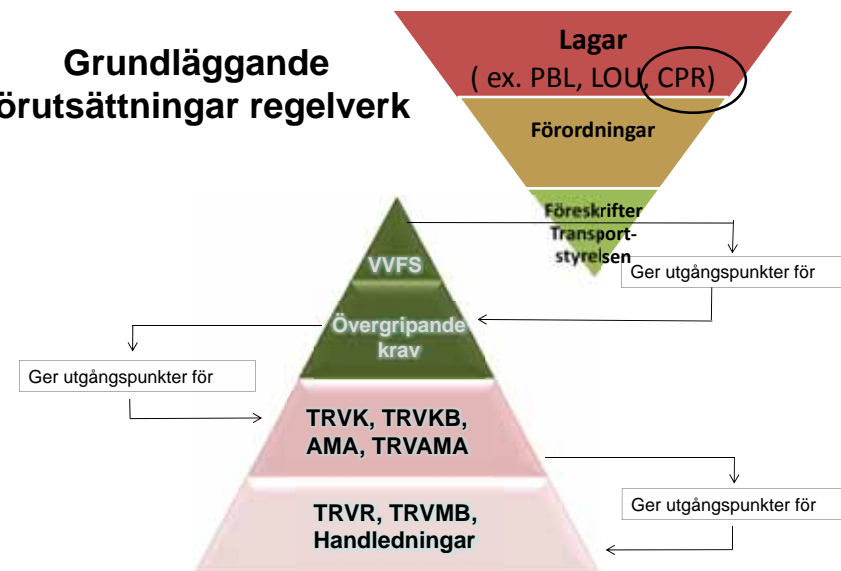 Grundläggande
örutsättningar regelverk
Lagar
( ex. PBL, LOU, CPR)
Förordningar
Föreskrifter
Transport-
styrelsen
VVFS
Ger utgångspunkter för
Övergripande
krav
Ger utgångspunkter för
TRVK, TRVKB,
AMA, TRVAMA
Ger utgångspunkter för
TRVR, TRVMB,
Handledningar